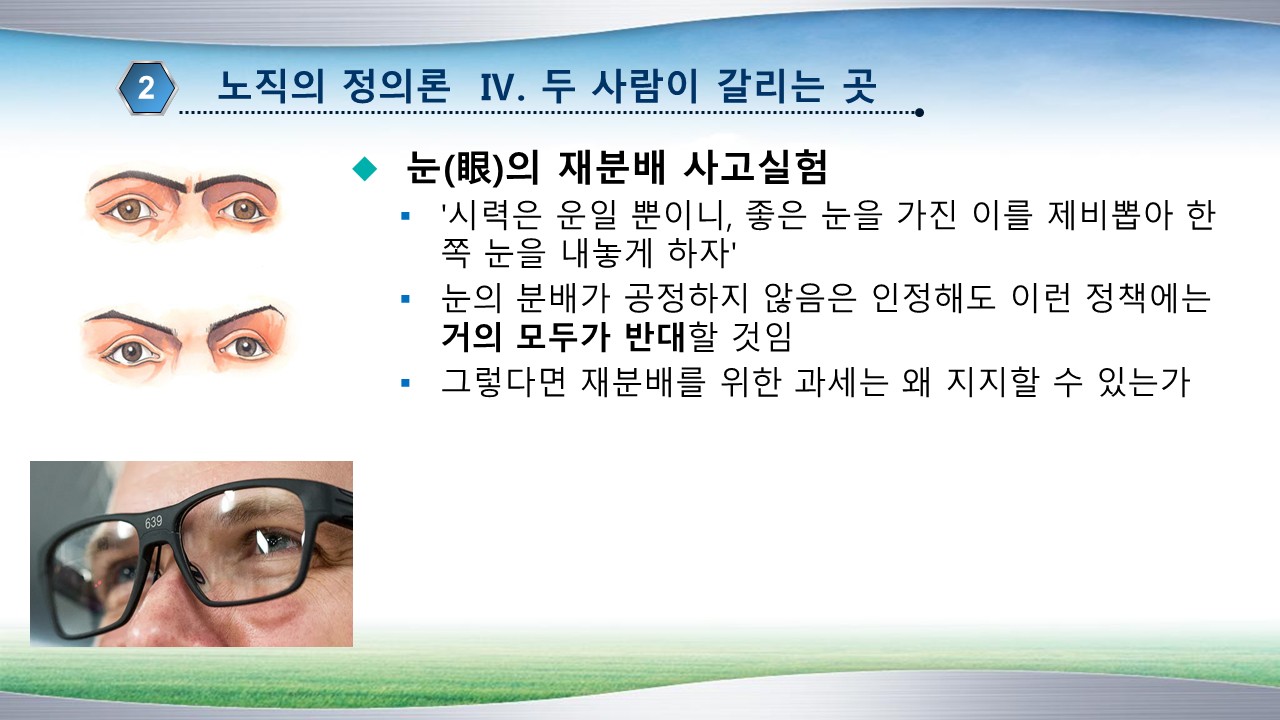 2
노직의 정의론 Ⅳ. 두 사람이 갈리는 곳
눈(眼)의 재분배 사고실험
'시력은 운일 뿐이니, 좋은 눈을 가진 이를 제비뽑아 한
쪽 눈을 내놓게 하자'
눈의 분배가 공정하지 않음은 인정해도 이런 정책에는
거의 모두가 반대할 것임
그렇다면 재분배를 위한 과세는 왜 지지할 수 있는가
639